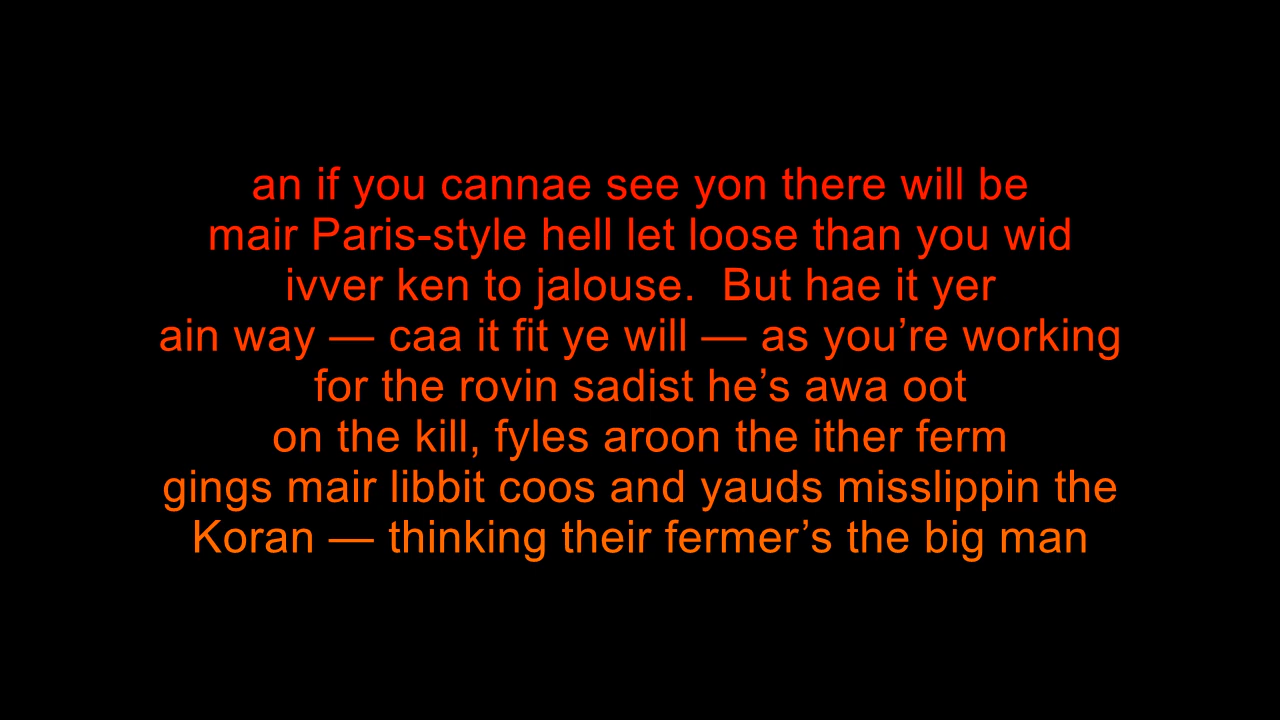 an if you cannae see yon there will be
mair Paris-style hell let loose than you wid
ivver ken to jalouse.  But hae it yer
ain way — caa it fit ye will — as you’re working
for the rovin sadist he’s awa oot
on the kill, fyles aroon the ither ferm
gings mair libbit coos and yauds misslippin the
Koran — thinking their fermer’s the big man